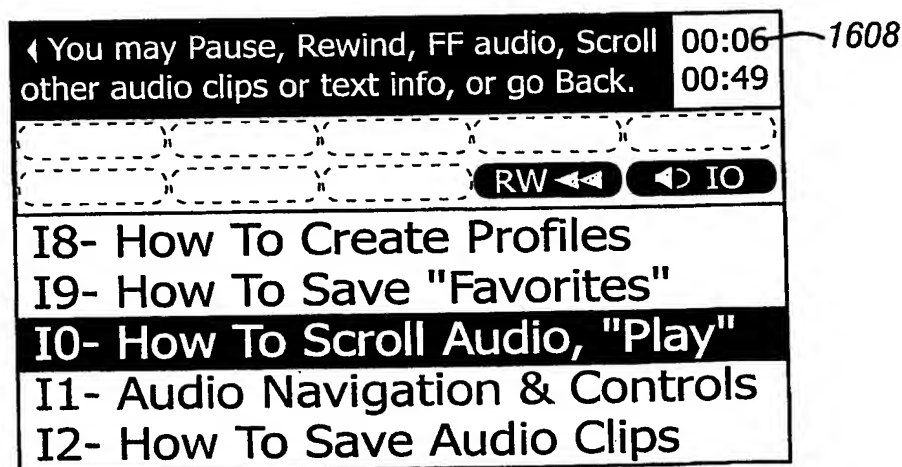 You may Pause, Rewind, FF audio, Scroll
other audio clips or text info, or go Back.
00:06
00:49
1608
RW
IO
I8- How To Create Profiles
I9- How To Save "Favorites"
I0- How To Scroll Audio, "Play"
I1- Audio Navigation & Controls
I2- How To Save Audio Clips